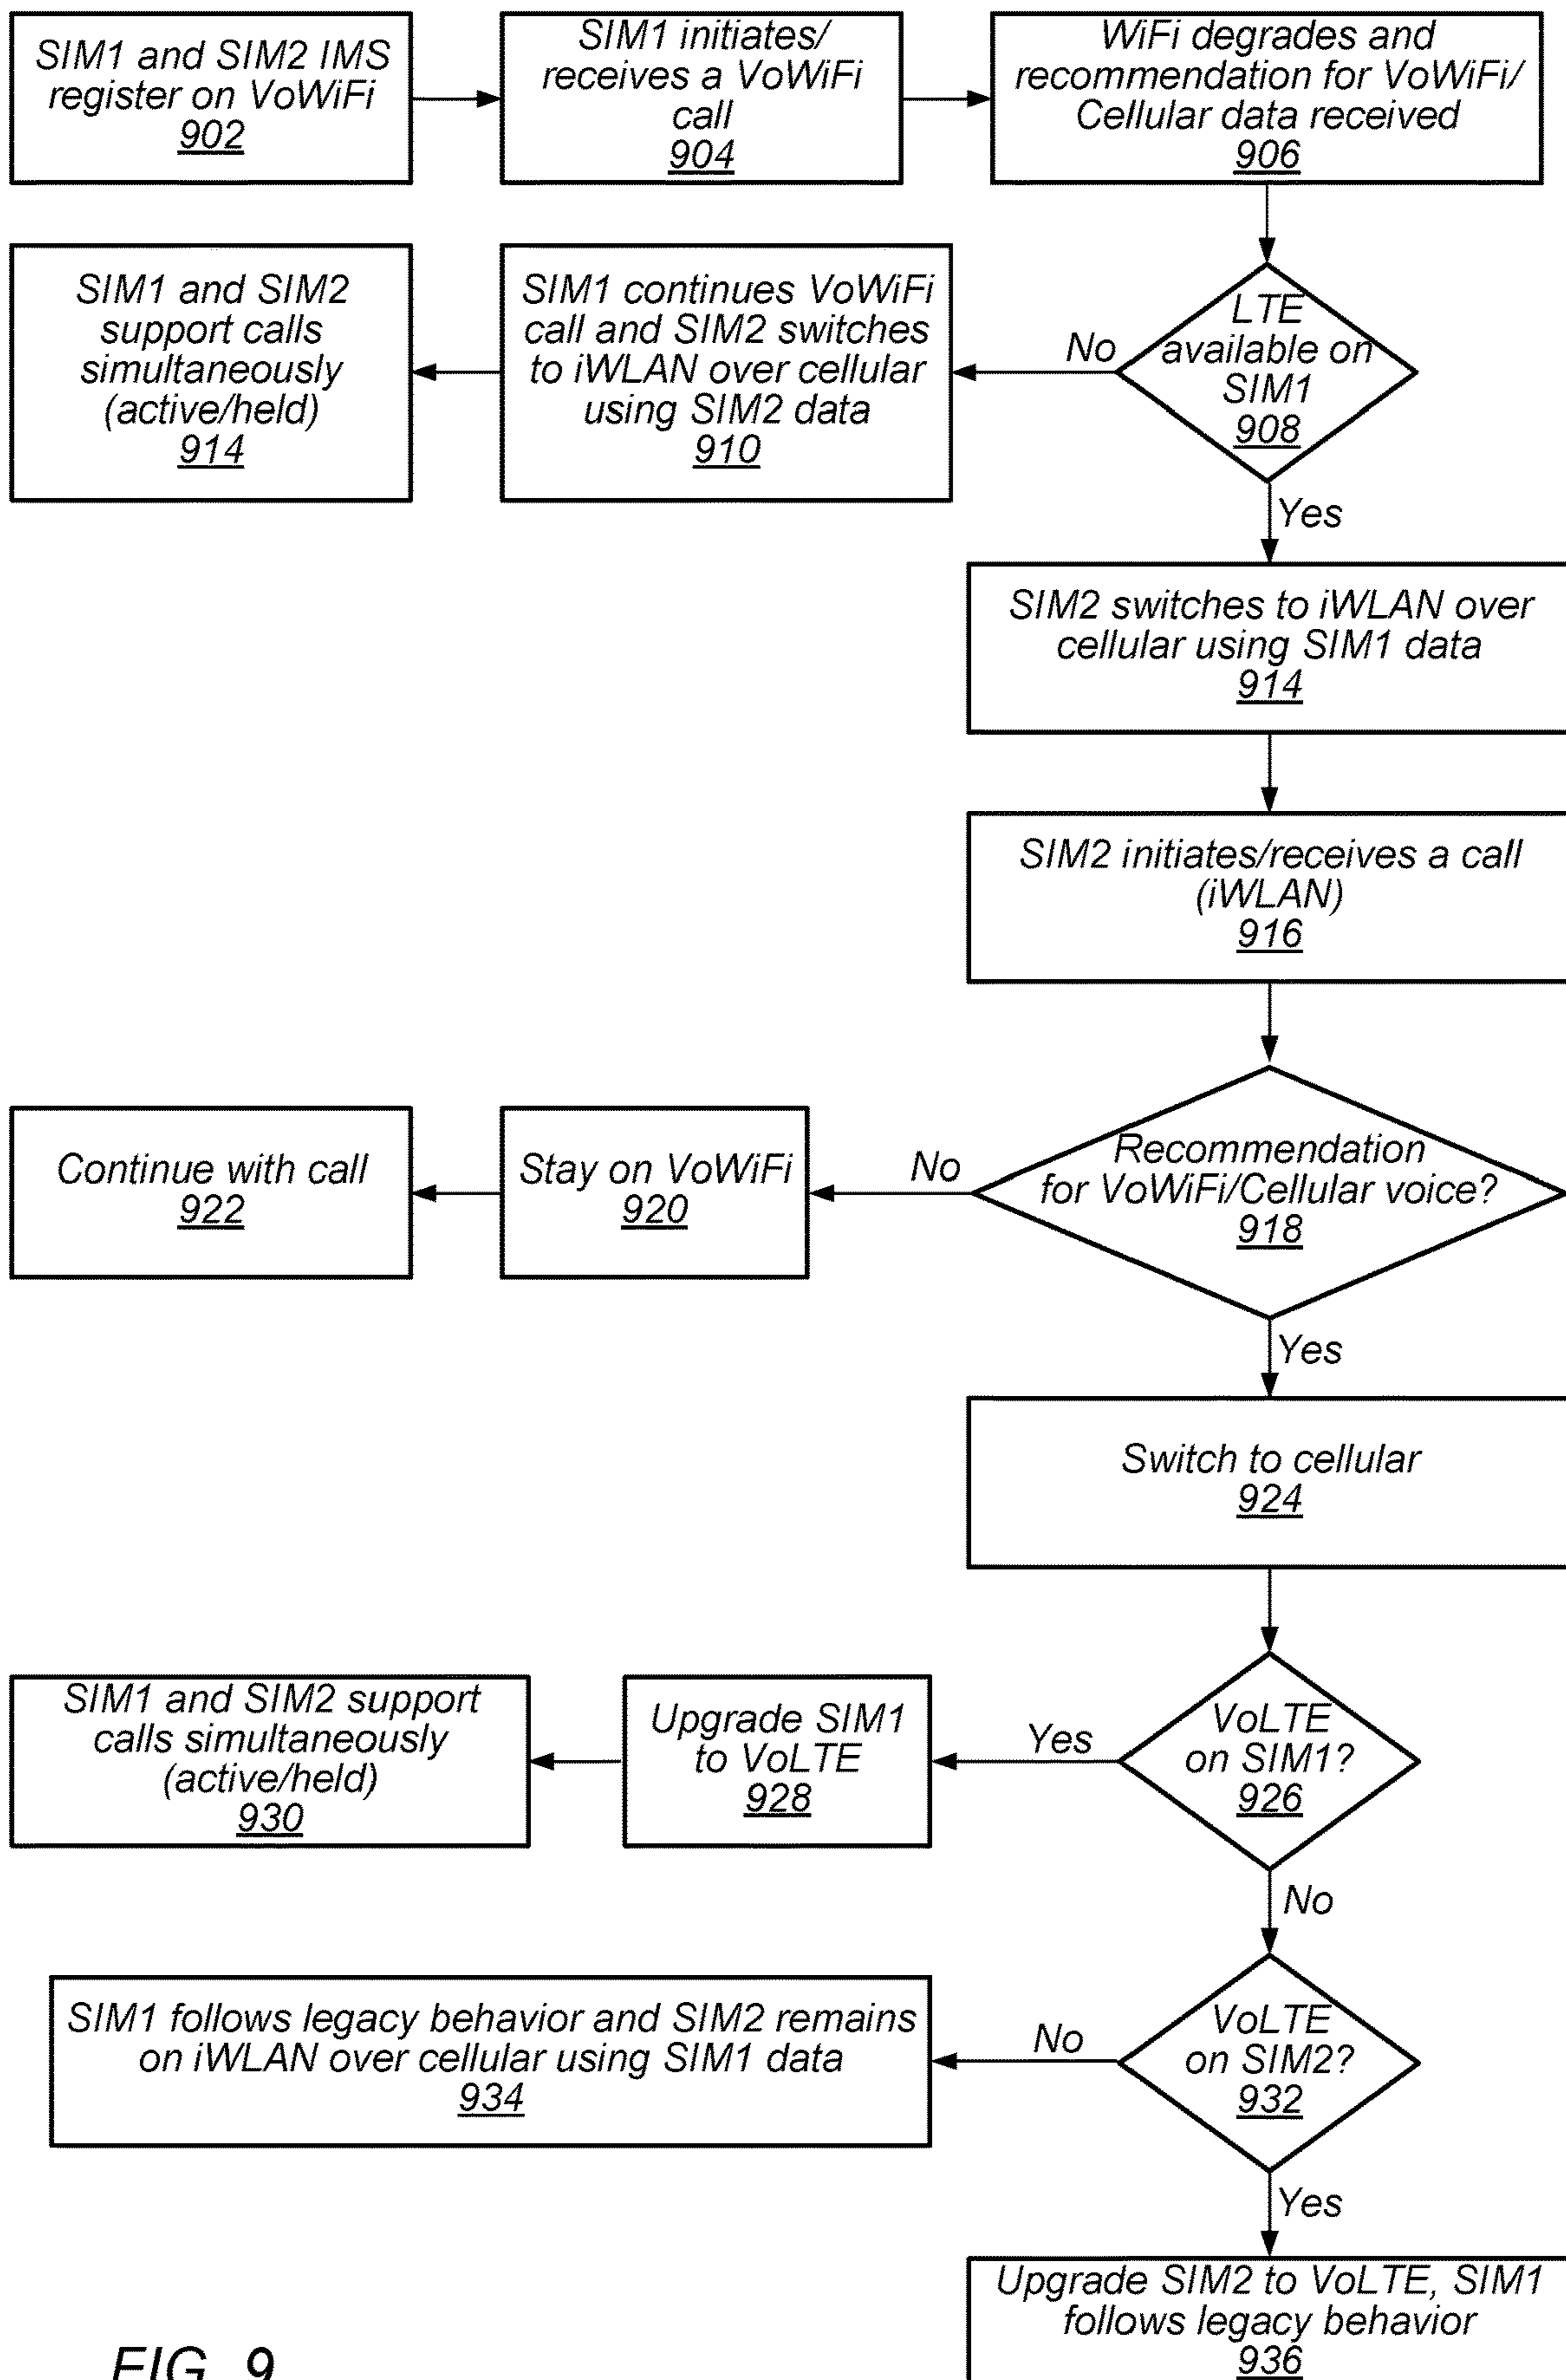 SIM1 and SIM2 IMS
register on VoWiFi
902
SIM1 initiates/
receives a VoWiFi
call
904
WiFi degrades and
recommendation for VoWiFi/
Cellular data received
906
LTE
available on
SIM1
908
No
SIM1 continues VoWiFi
call and SIM2 switches
to iWLAN over cellular
using SIM2 data
910
SIM1 and SIM2
support calls
simultaneously
(active/held)
914
Yes
SIM2 switches to iWLAN over
cellular using SIM1 data
914
SIM2 initiates/receives a call
(iWLAN)
916
Recommendation
for VoWiFi/Cellular voice?
918
No
Stay on VoWiFi
920
Continue with call
922
Yes
Switch to cellular
924
VoLTE
on SIM1?
926
Yes
Upgrade SIM1
to VoLTE
928
SIM1 and SIM2 support
calls simultaneously
(active/held)
930
No
VoLTE
on SIM2?
932
No
SIM1 follows legacy behavior and SIM2 remains
on iWLAN over cellular using SIM1 data
934
Yes
Upgrade SIM2 to VoLTE, SIM1
follows legacy behavior
936
FIG. 9